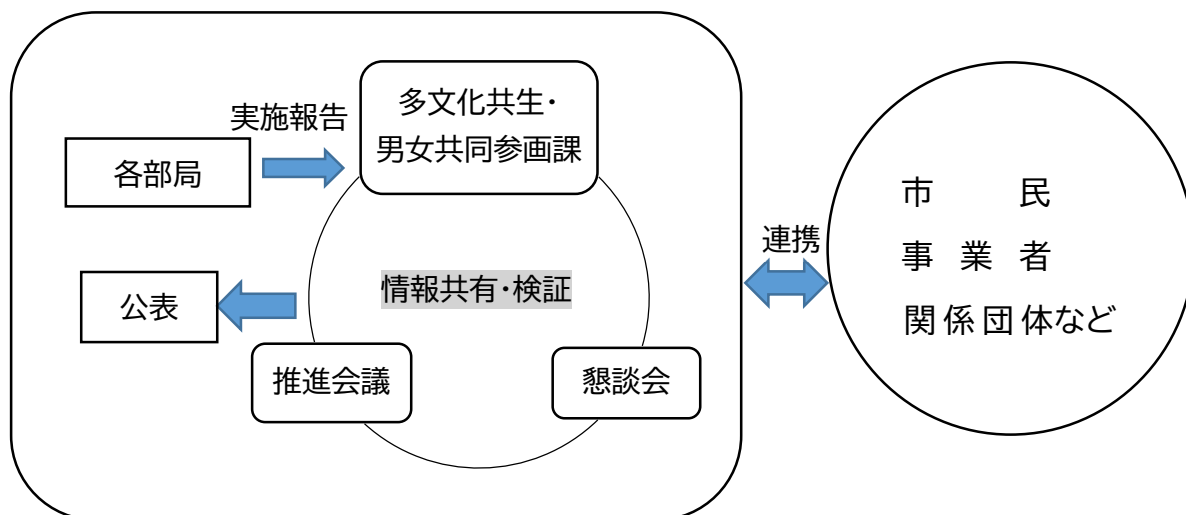 実施報告
多文化共生・
男女共同参画課
各部局
公表
情報共有・検証
推進会議
懇談会
連携
市民
事業者
関係団体など